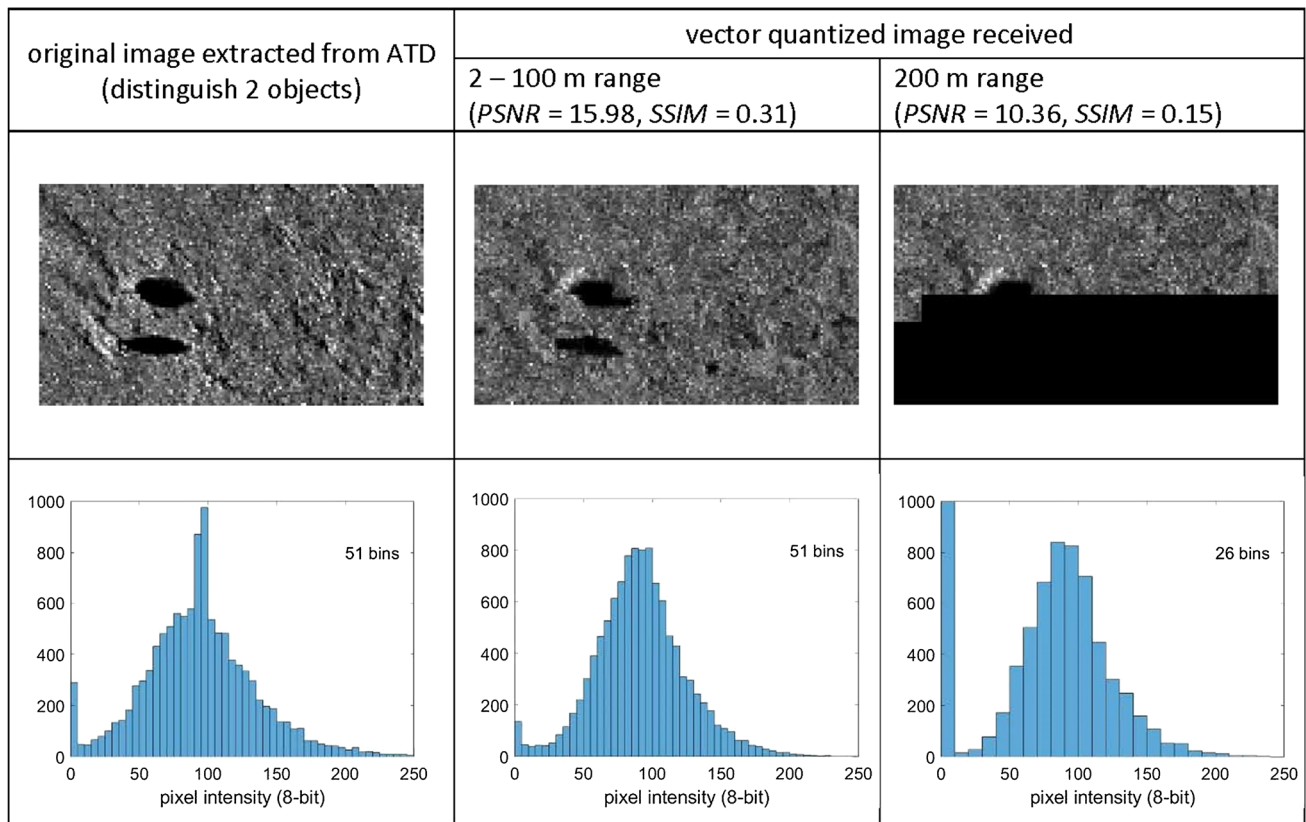 original image extracted from ATD
(distinguish 2 objects)
vector quantized image received
2 – 100 m range
(PSNR = 15.98, SSIM = 0.31)
200 m range
(PSNR = 10.36, SSIM = 0.15)
1000
800
600
400
200
0
0 50 100 150 200 250
51 bins
pixel intensity (8-bit)
1000
800
600
400
200
0
0 50 100 150 200 250
51 bins
pixel intensity (8-bit)
1000
800
600
400
200
0
0 50 100 150 200 250
26 bins
pixel intensity (8-bit)